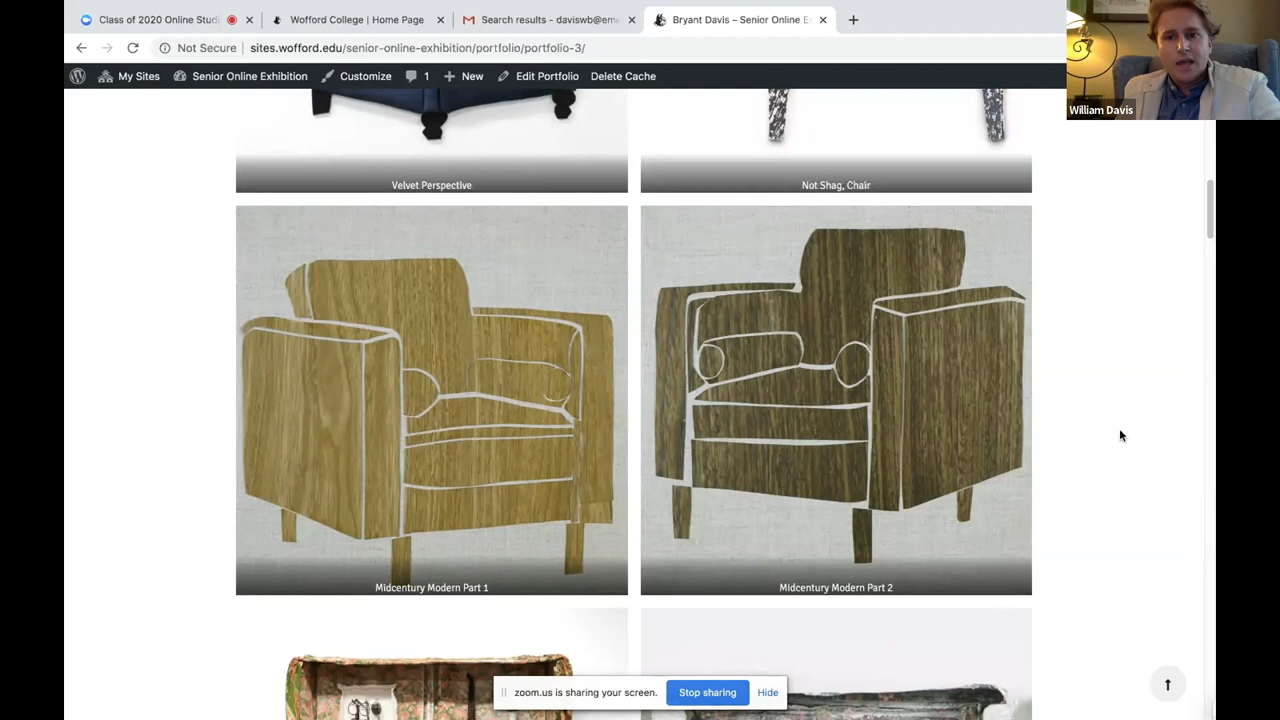 Class of 2020 Online Studi
Wofford College | Home Page
Search results - daviswb@em
Bryant Davis – Senior Online E
Not Secure
sites.wofford.edu/senior-online-exhibition/portfolio/portfolio-3/
My Sites
Senior Online Exhibition
Customize
1
New
Edit Portfolio
Delete Cache
William Davis
Velvet Perspective
Not Shag, Chair
Midcentury Modern Part 1
Midcentury Modern Part 2
zoom.us is sharing your screen.
Stop sharing
Hide